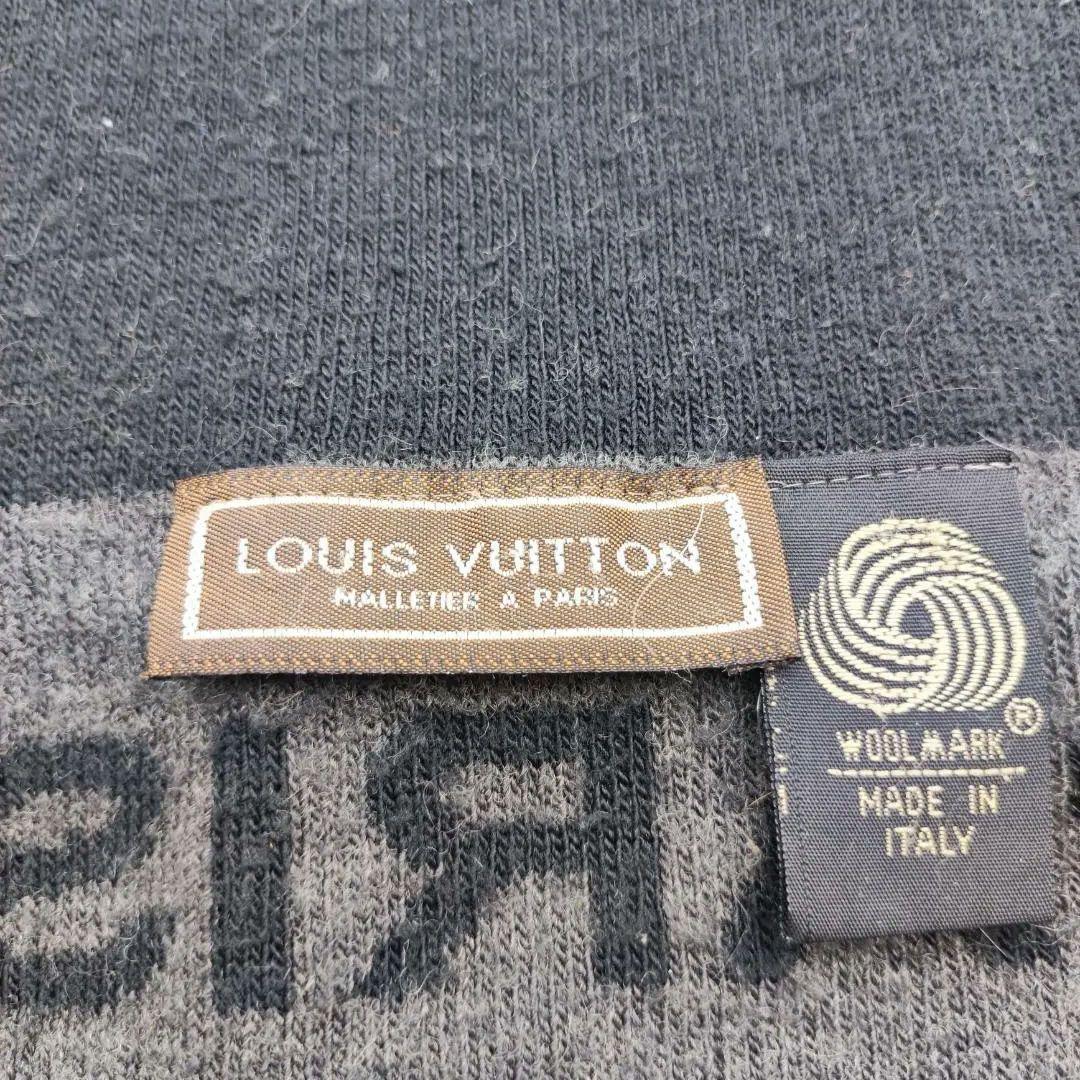 LOUIS VUITTON
MALLETIER A PARIS
WOOLMARK ®
MADE IN
ITALY